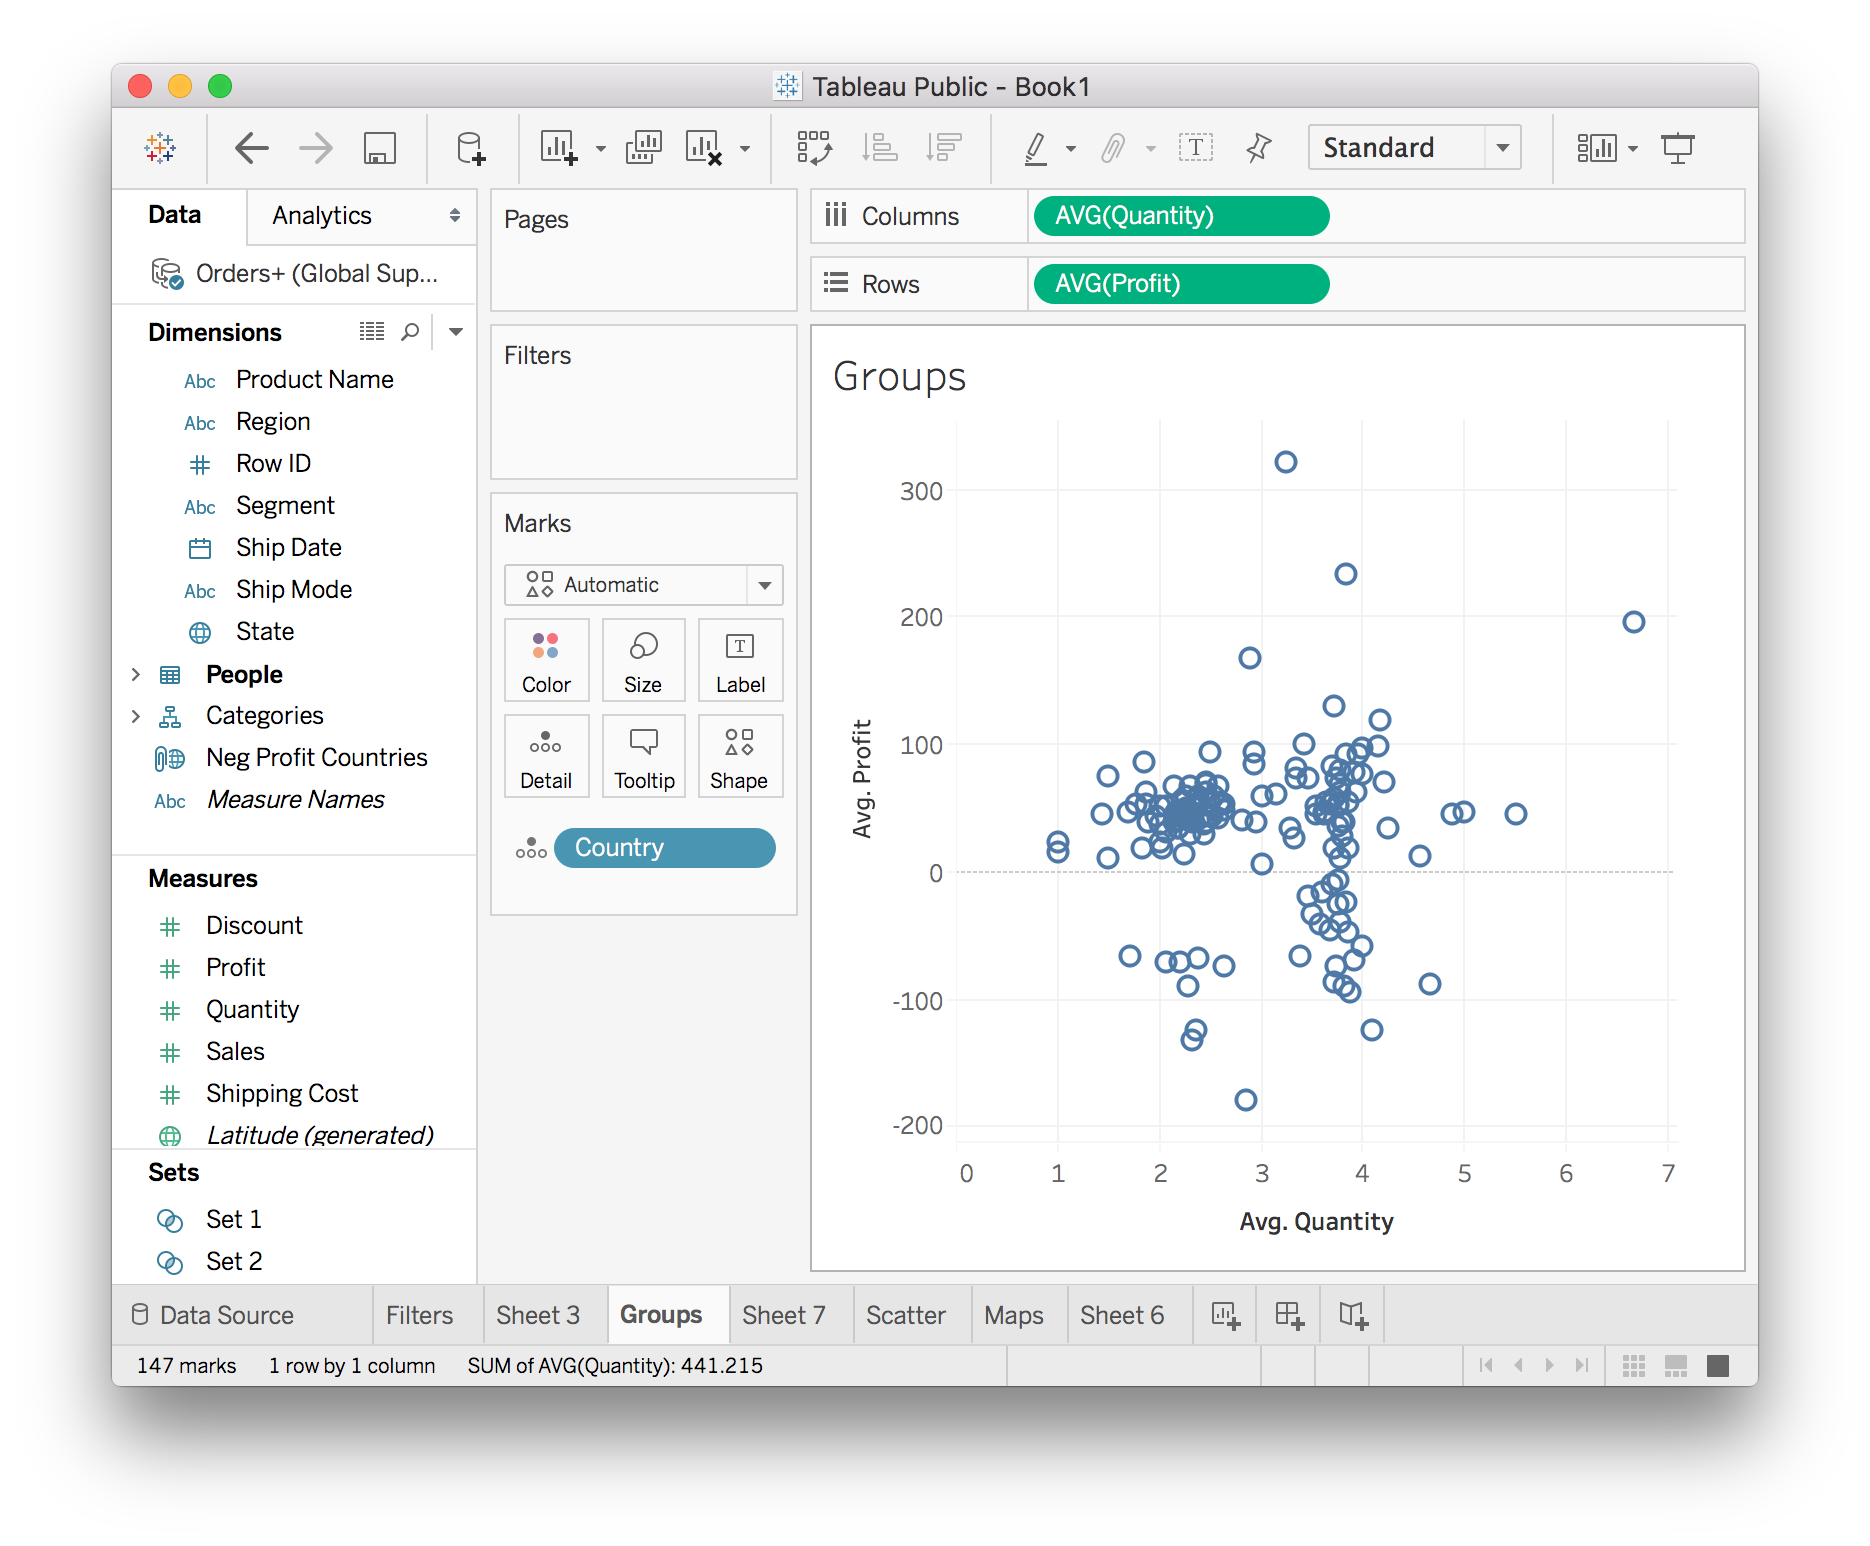 Tableau Public - Book1
Standard
Data
Analytics
Orders+ (Global Sup...
Dimensions
Abc Product Name
Abc Region
Row ID
Abc Segment
Ship Date
Abc Ship Mode
State
People
Categories
Neg Profit Countries
Abc Measure Names
Measures
Discount
Profit
Quantity
Sales
Shipping Cost
Latitude (generated)
Sets
Set 1
Set 2
Pages
Filters
Marks
Automatic
Color Size Label
Detail Tooltip Shape
Country
Columns AVG(Quantity)
Rows AVG(Profit)
Groups
300
200
100
0
-100
-200
Avg. Profit
0 1 2 3 4 5 6 7
Avg. Quantity
Data Source Filters Sheet 3 Groups Sheet 7 Scatter Maps Sheet 6
147 marks 1 row by 1 column SUM of AVG(Quantity): 441.215